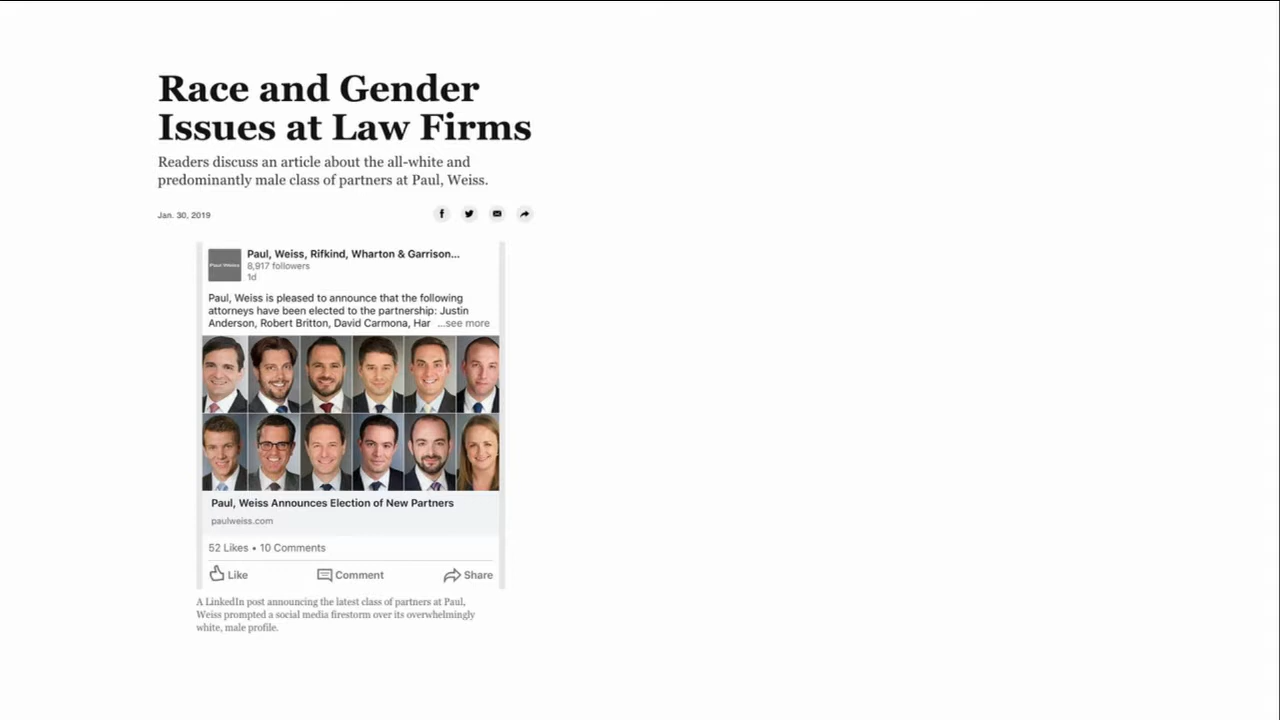 Race and Gender
Issues at Law Firms
Readers discuss an article about the all-white and
predominantly male class of partners at Paul, Weiss.
Jan. 30, 2019
Paul, Weiss
Paul, Weiss, Rifkind, Wharton & Garrison...
8,917 followers
1d
Paul, Weiss is pleased to announce that the following
attorneys have been elected to the partnership: Justin
Anderson, Robert Britton, David Carmona, Har ...see more
Paul, Weiss Announces Election of New Partners
paulweiss.com
52 Likes • 10 Comments
Like Comment Share
A LinkedIn post announcing the latest class of partners at Paul,
Weiss prompted a social media firestorm over its overwhelmingly
white, male profile.